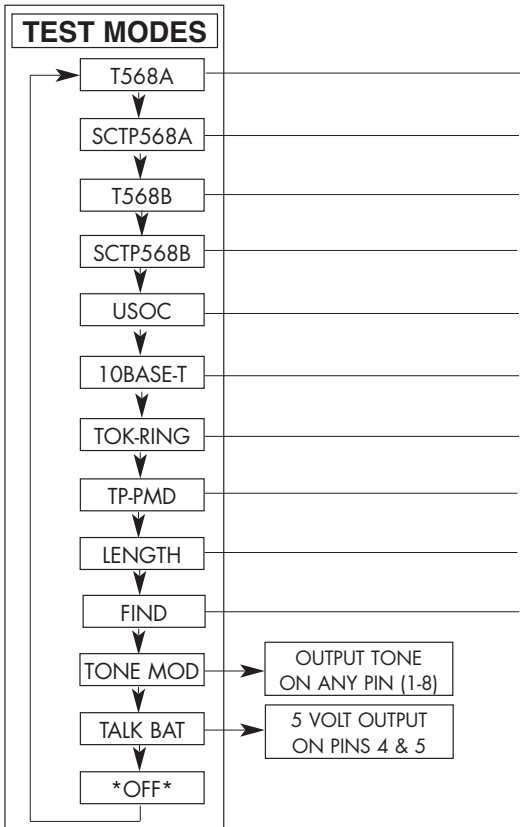 TEST MODES
T568A
SCTP568A
T568B
SCTP568B
USOC
10BASE-T
TOK-RING
TP-PMD
LENGTH
FIND
TONE MOD
OUTPUT TONE
ON ANY PIN (1-8)
TALK BAT
5 VOLT OUTPUT
ON PINS 4 & 5
*OFF*